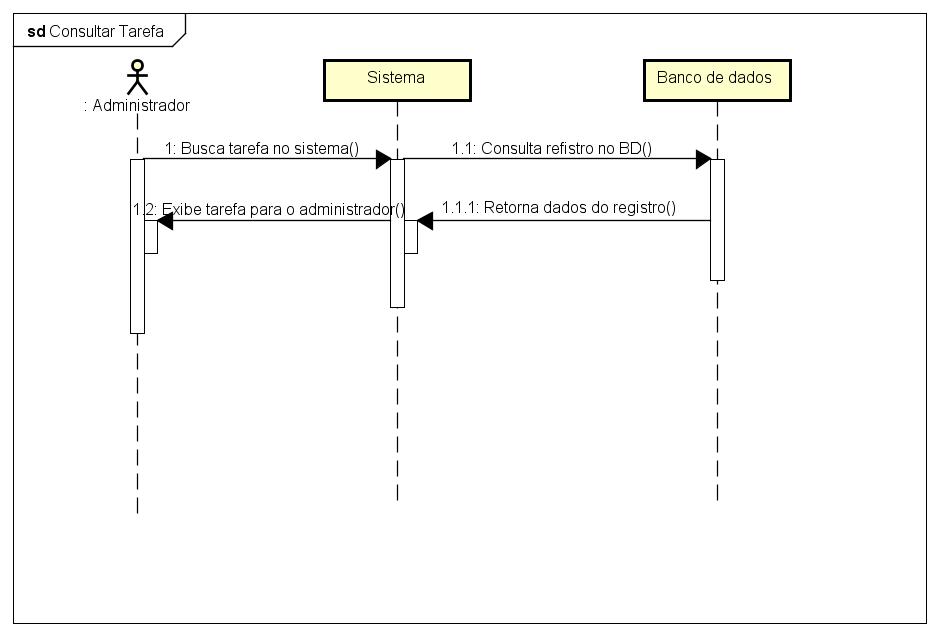 sd Consultar Tarefa
: Administrador
Sistema
Banco de dados
1: Busca tarefa no sistema()
1.1: Consulta refistro no BD()
1.2: Exibe tarefa para o administrador()
1.1.1: Retorna dados do registro()